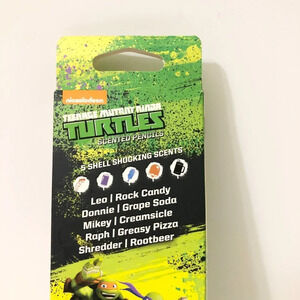 nickelodeon
TEENAGE MUTANT NINJA
TURTLES
SCENTED PENCILS
5 SHELL SHOCKING SCENTS
Leo | Rock Candy
Donnie | Grape Soda
Mikey | Creamsicle
Raph | Greasy Pizza
Shredder | Rootbeer